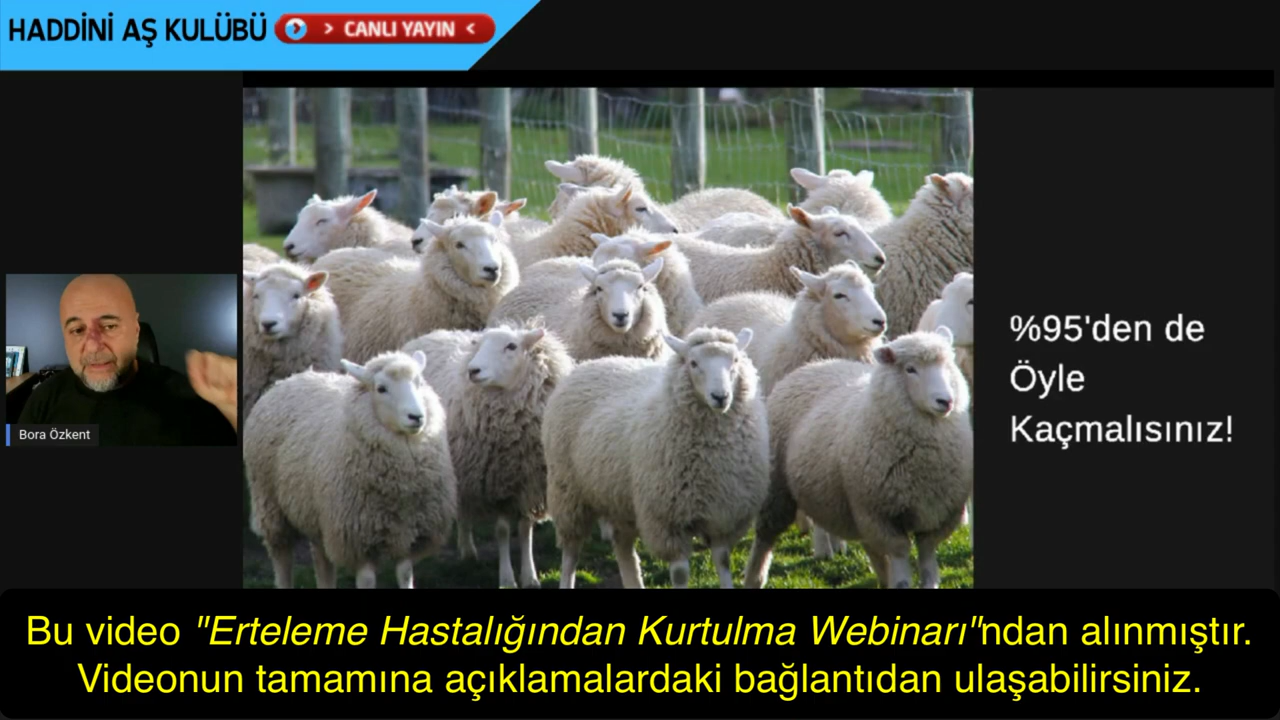 HADDİNİ AŞ KULÜBÜ
> CANLI YAYIN <
%95'den de
Öyle
Kaçmalısınız!
Bora Özkent
Bu video "Erteleme Hastalığından Kurtulma Webinarı"ndan alınmıştır.
Videonun tamamına açıklamalardaki bağlantıdan ulaşabilirsiniz.